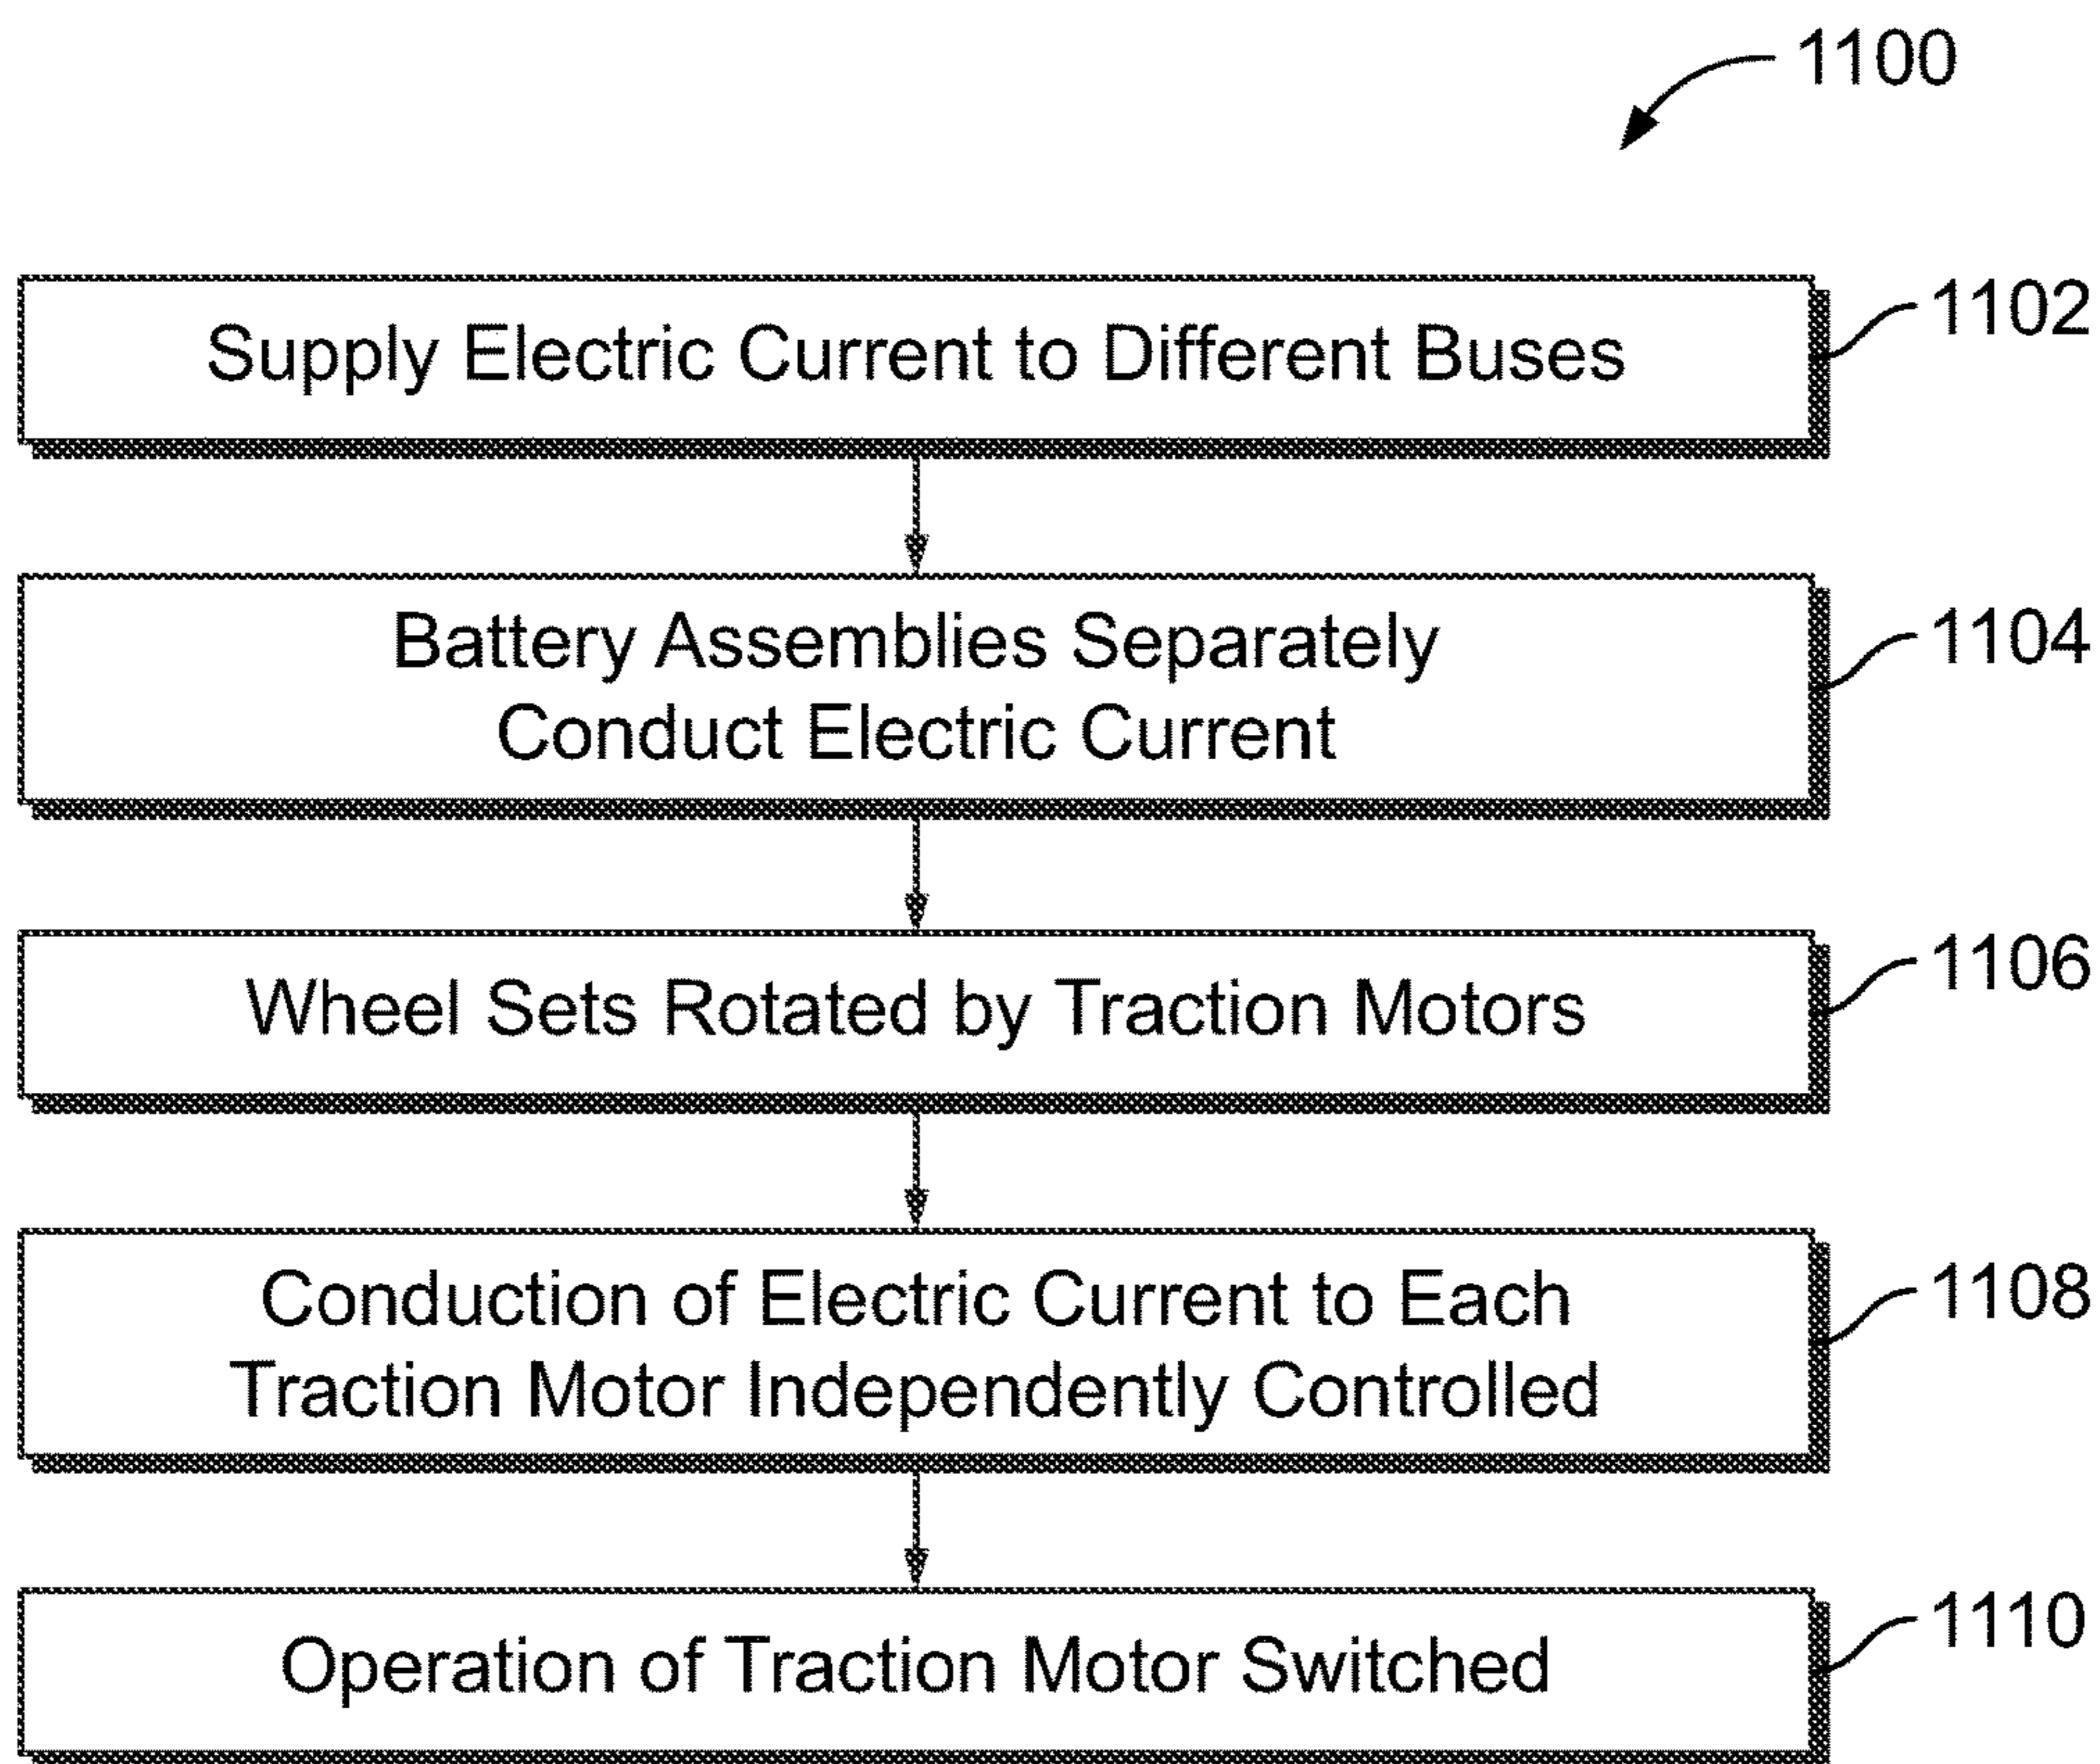 1100
Supply Electric Current to Different Buses
1102
Battery Assemblies Separately
Conduct Electric Current
1104
Wheel Sets Rotated by Traction Motors
1106
Conduction of Electric Current to Each
Traction Motor Independently Controlled
1108
Operation of Traction Motor Switched
1110